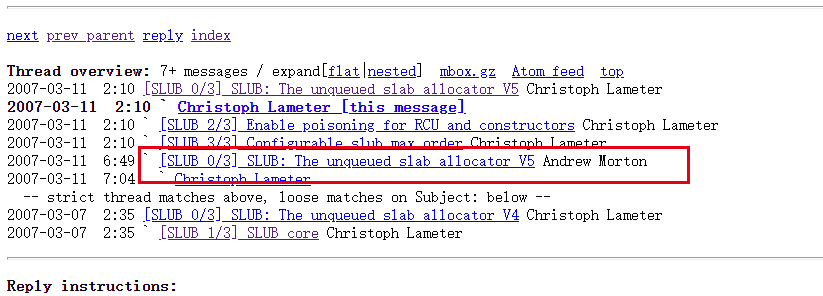 next prev parent reply index
Thread overview: 7+ messages / expand[flat|nested] mbox.gz Atom feed top
2007-03-11 2:10 [SLUB 0/3] SLUB: The unqueued slab allocator V5 Christoph Lameter
2007-03-11 2:10 ` Christoph Lameter [this message]
2007-03-11 2:10 ` [SLUB 2/3] Enable poisoning for RCU and constructors Christoph Lameter
2007-03-11 2:10 ` [SLUB 3/3] Configurable slub max order Christoph Lameter
2007-03-11 6:49 ` [SLUB 0/3] SLUB: The unqueued slab allocator V5 Andrew Morton
2007-03-11 7:04 ` Christoph Lameter
-- strict thread matches above, loose matches on Subject: below --
2007-03-07 2:35 [SLUB 0/3] SLUB: The unqueued slab allocator V4 Christoph Lameter
2007-03-07 2:35 ` [SLUB 1/3] SLUB core Christoph Lameter
Reply instructions: